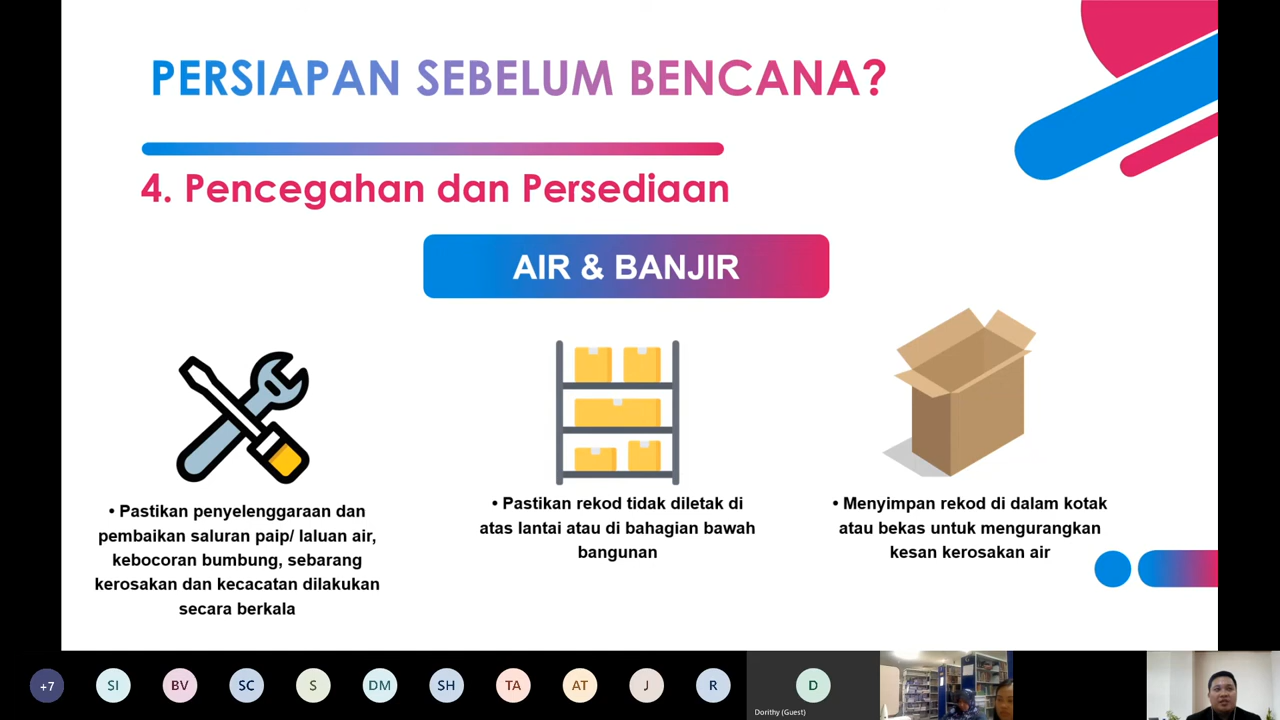 PERSIAPAN SEBELUM BENCANA?
4. Pencegahan dan Persediaan
AIR & BANJIR
• Pastikan penyelenggaraan dan
pembaikan saluran paip/ laluan air,
kebocoran bumbung, sebarang
kerosakan dan kecacatan dilakukan
secara berkala
• Pastikan rekod tidak diletak di
atas lantai atau di bahagian bawah
bangunan
• Menyimpan rekod di dalam kotak
atau bekas untuk mengurangkan
kesan kerosakan air
+7
SI
BV
SC
S
DM
SH
TA
AT
J
R
D
Dorithy (Guest)